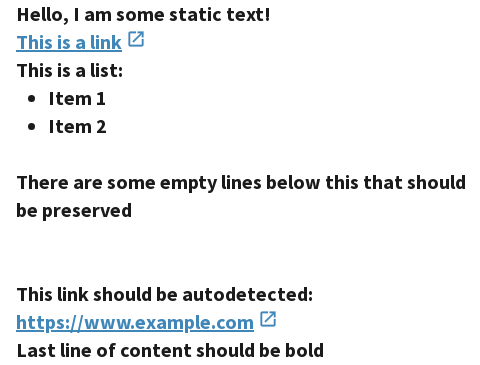 Hello, I am some static text!
This is a link
This is a list:
• Item 1
• Item 2
There are some empty lines below this that should
be preserved
This link should be autodetected:
https://www.example.com
Last line of content should be bold